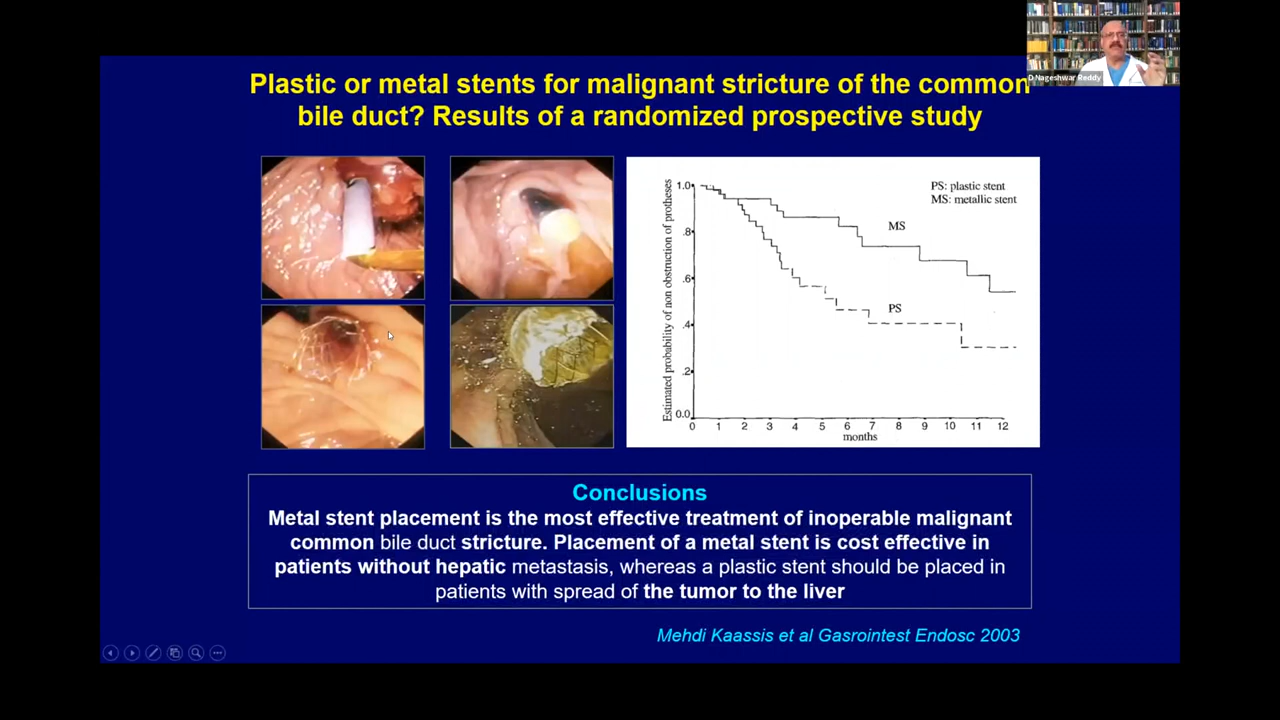 D Nageshwar Reddy
Plastic or metal stents for malignant stricture of the common
bile duct? Results of a randomized prospective study
Estimated probability of non obstruction of protheses
1.0
.8
.6
.4
.2
0.0
PS: plastic stent
MS: metallic stent
MS
PS
0 1 2 3 4 5 6 7 8 9 10 11 12
months
Conclusions
Metal stent placement is the most effective treatment of inoperable malignant
common bile duct stricture. Placement of a metal stent is cost effective in
patients without hepatic metastasis, whereas a plastic stent should be placed in
patients with spread of the tumor to the liver
Mehdi Kaassis et al Gasrointest Endosc 2003